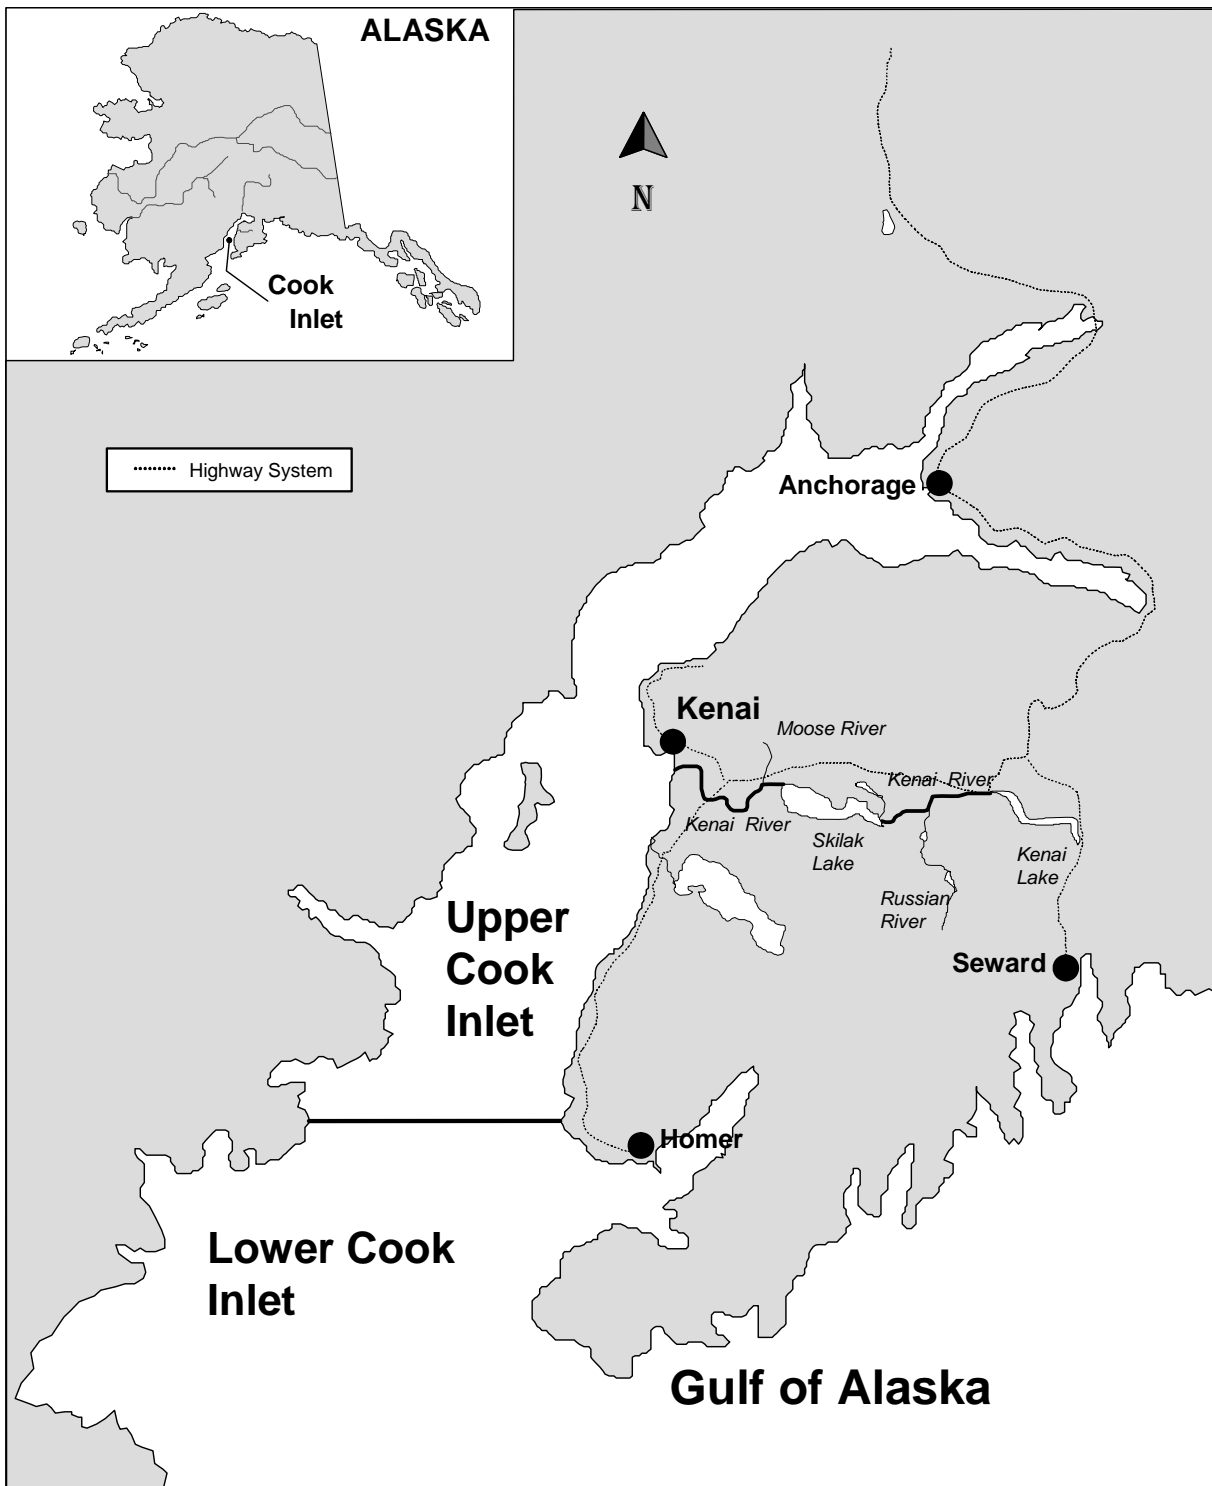 ALASKA
Cook
Inlet
N
Highway System
Anchorage
Kenai
Moose River
Kenai River
Kenai River
Skilak
Lake
Kenai
Lake
Russian
River
Upper
Cook
Inlet
Seward
Homer
Lower Cook
Inlet
Gulf of Alaska